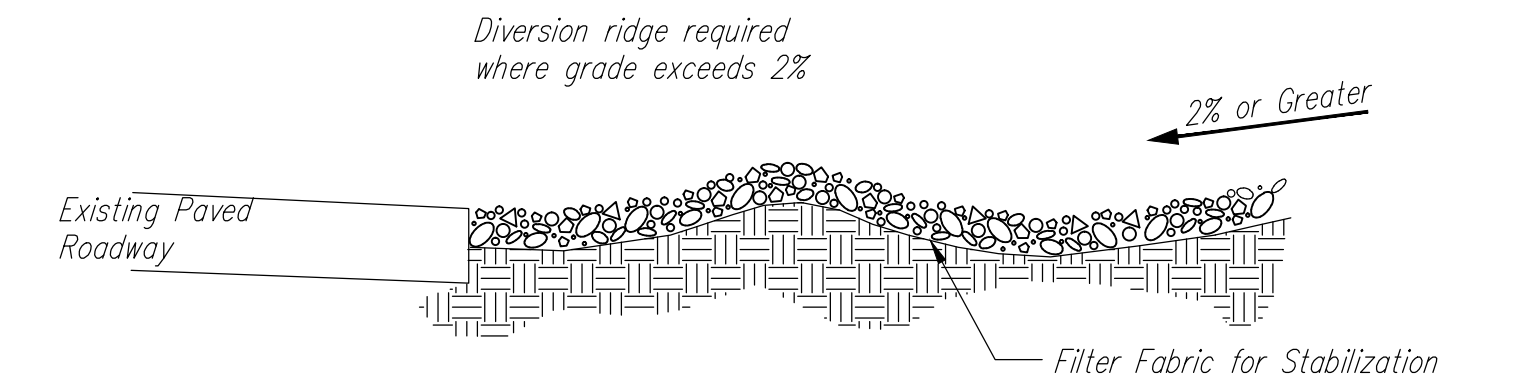 Diversion ridge required
where grade exceeds 2%
2% or Greater
Existing Paved
Roadway
Filter Fabric for Stabilization